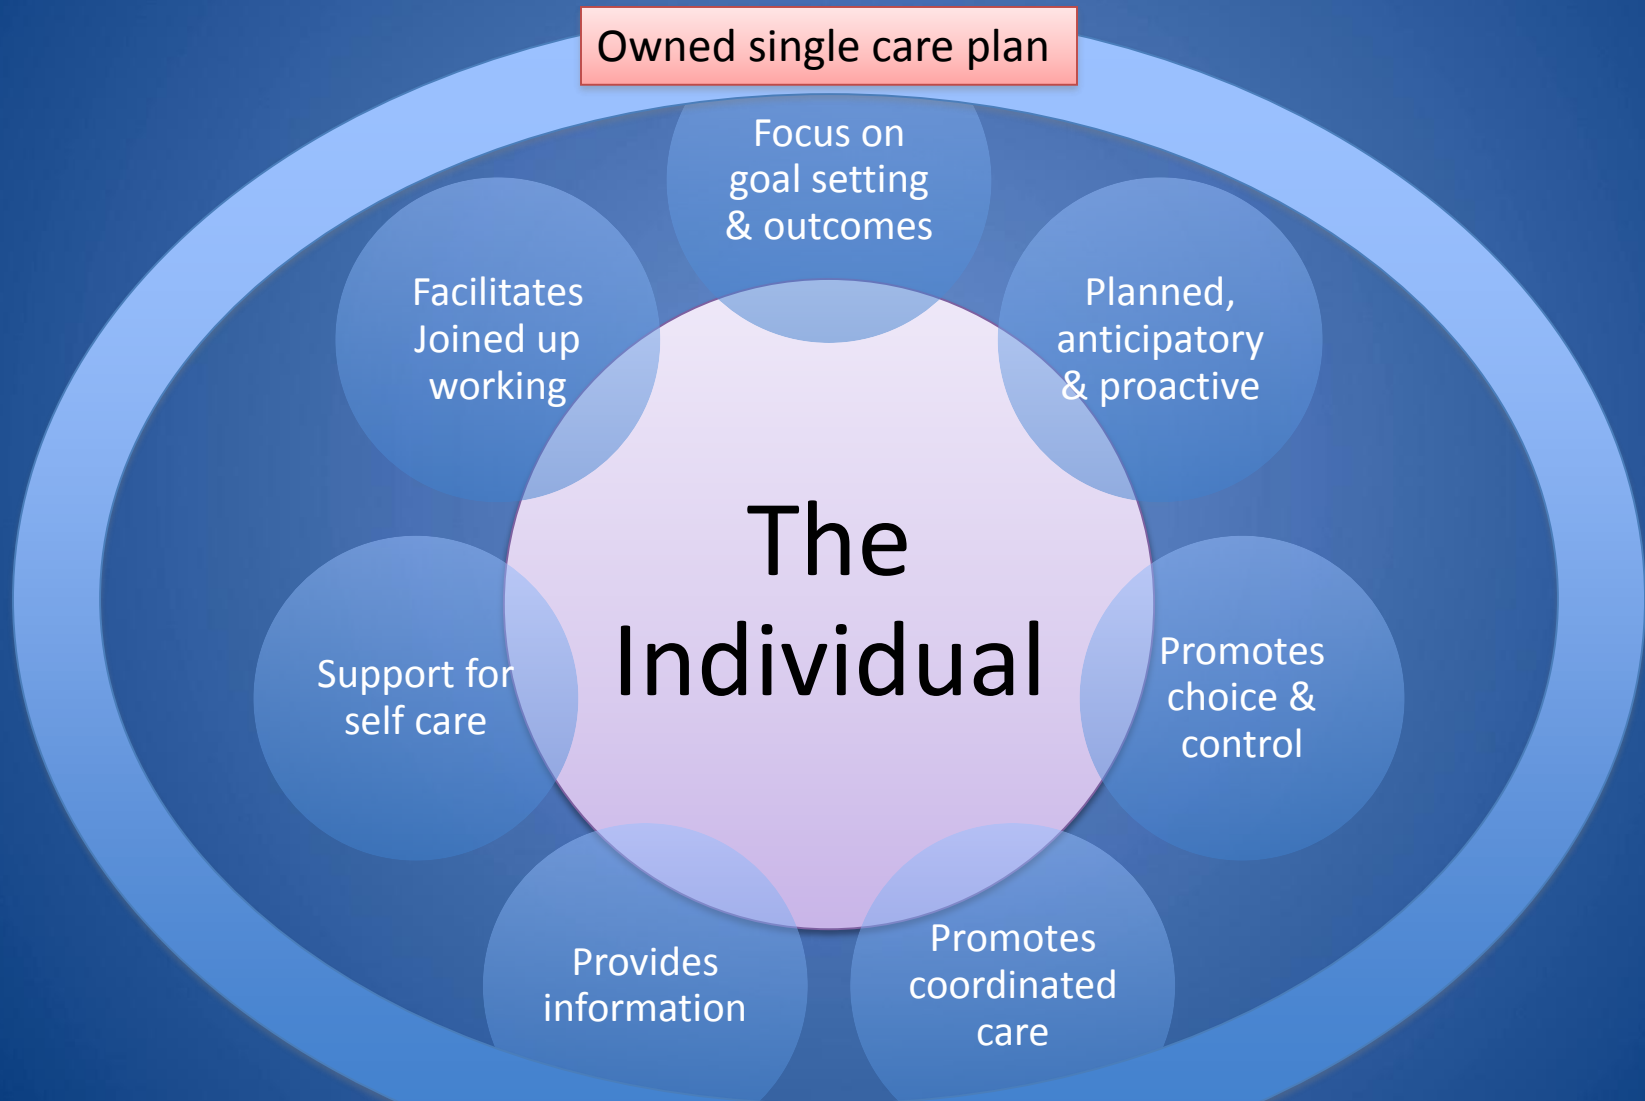 Owned single care plan
Focus on
goal setting
& outcomes
Planned,
anticipatory
& proactive
Promotes
choice &
control
Promotes
coordinated
care
Provides
information
Support for
self care
Facilitates
Joined up
working
The
Individual